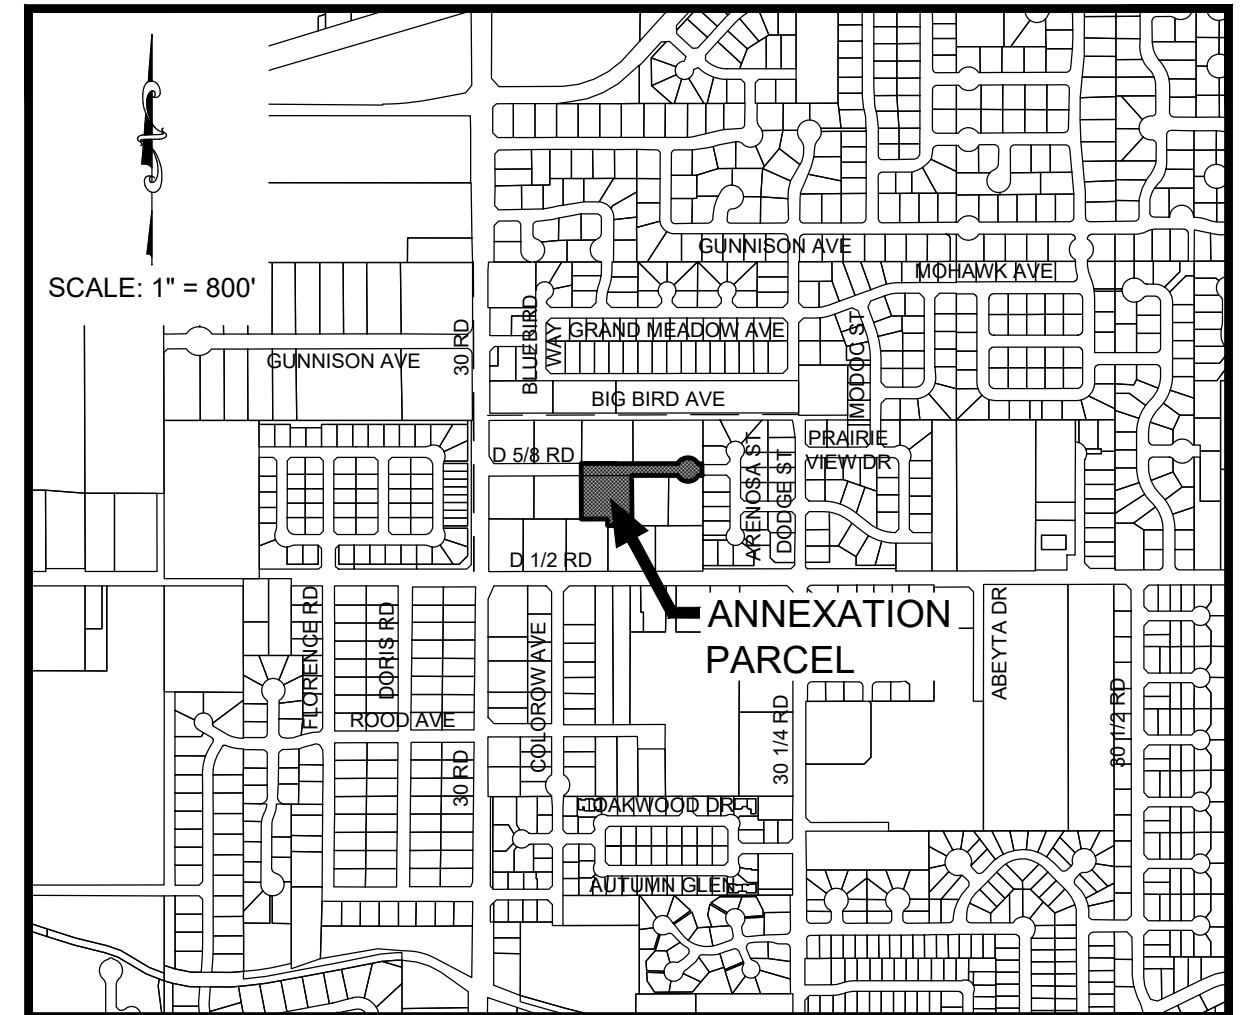 SCALE: 1" = 800'
GUNNISON AVE
MOHAWK AVE
30 RD
BLUEBIRD
WAY
GRAND MEADOW AVE
MODOC ST
GUNNISON AVE
BIG BIRD AVE
D 5/8 RD
ARENOSA ST
DODGE ST
PRAIRIE
VIEW DR
D 1/2 RD
ANNEXATION
PARCEL
FLORENCE RD
DORIS RD
COLOROW AVE
ABEYTA DR
ROOD AVE
30 RD
30 1/4 RD
30 1/2 RD
OAKWOOD DR
AUTUMN GLEN